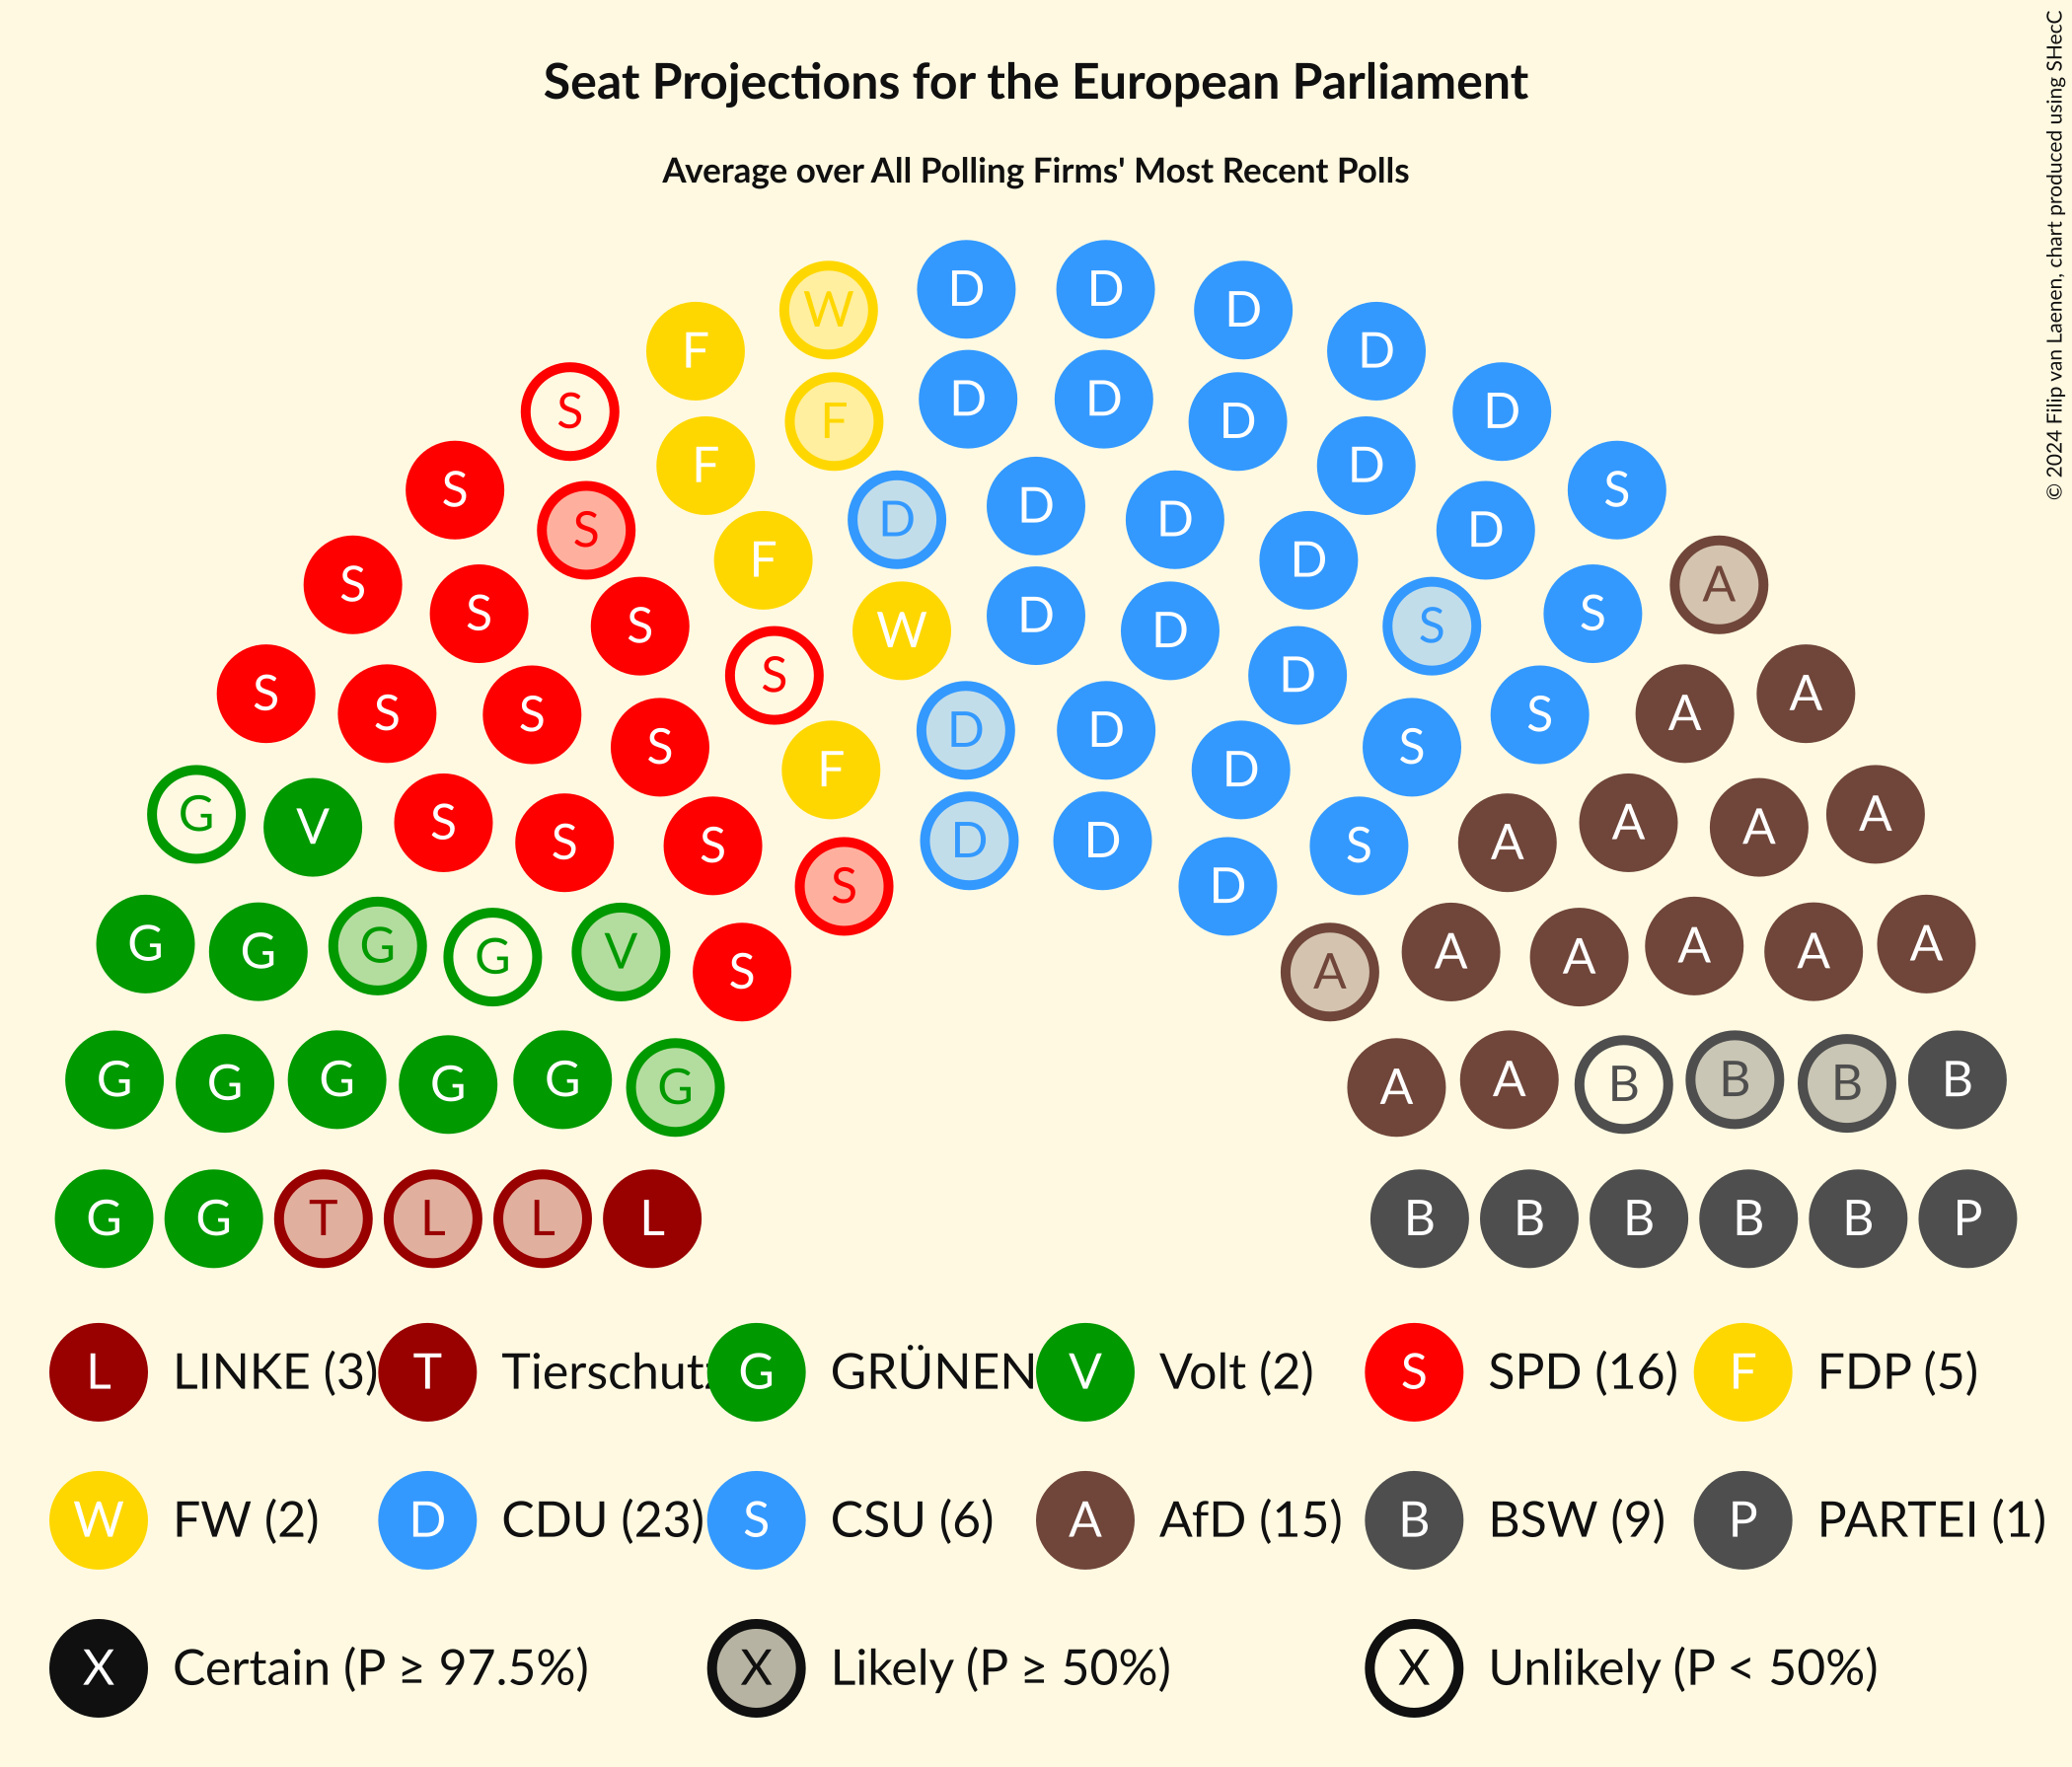 Seat Projections for the European Parliament
Average over All Polling Firms' Most Recent Polls
© 2024 Filip van Laenen, chart produced using SHecC
D D
W D
F D
D D
S D
F D
F D
S S
D
D D
S D
F D
S A
S S
D
S S
W D
S D
S A
S S S A
D D
S S
F D
G A
S A
V A
D D
S A
S S
S D
G G G G V S A A A A A A
G G G G G G A A B B B B
G G T L L L B B B B B P
L LINKE (3) T Tierschutz G GRÜNEN V Volt (2) S SPD (16) F FDP (5)
W FW (2) D CDU (23) S CSU (6) A AfD (15) B BSW (9) P PARTEI (1)
X Certain (P ≥ 97.5%) X Likely (P ≥ 50%) X Unlikely (P < 50%)